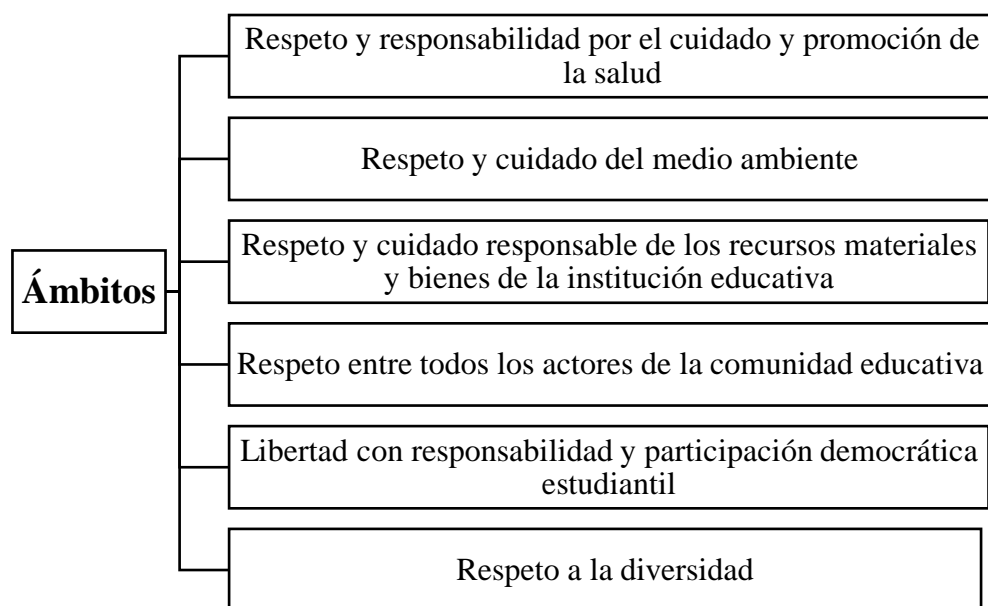 Respeto y responsabilidad por el cuidado y promoción de
la salud
Respeto y cuidado del medio ambiente
Respeto y cuidado responsable de los recursos materiales
y bienes de la institución educativa
Ámbitos
Respeto entre todos los actores de la comunidad educativa
Libertad con responsabilidad y participación democrática
estudiantil
Respeto a la diversidad